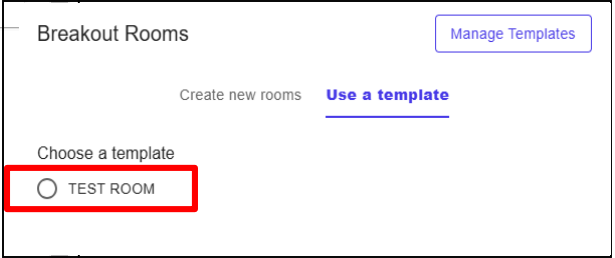 Breakout Rooms
Manage Templates
Create new rooms
Use a template
Choose a template
TEST ROOM